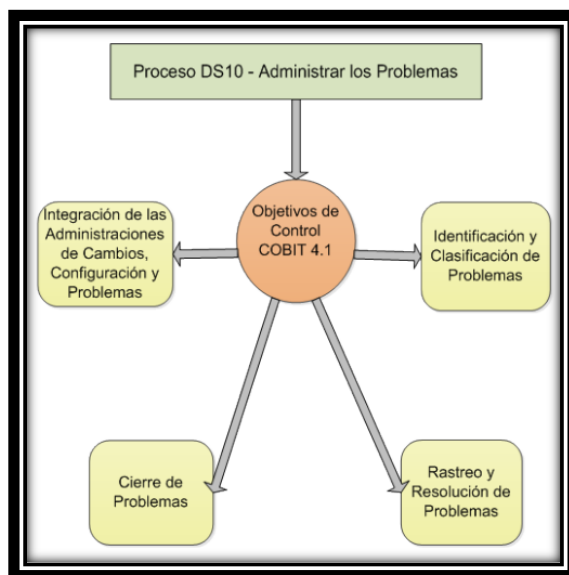 Proceso DS10 - Administrar los Problemas
Objetivos de
Control
COBIT 4.1
Integración de las
Administraciones
de Cambios,
Configuración y
Problemas
Identificación y
Clasificación de
Problemas
Cierre de
Problemas
Rastreo y
Resolución de
Problemas